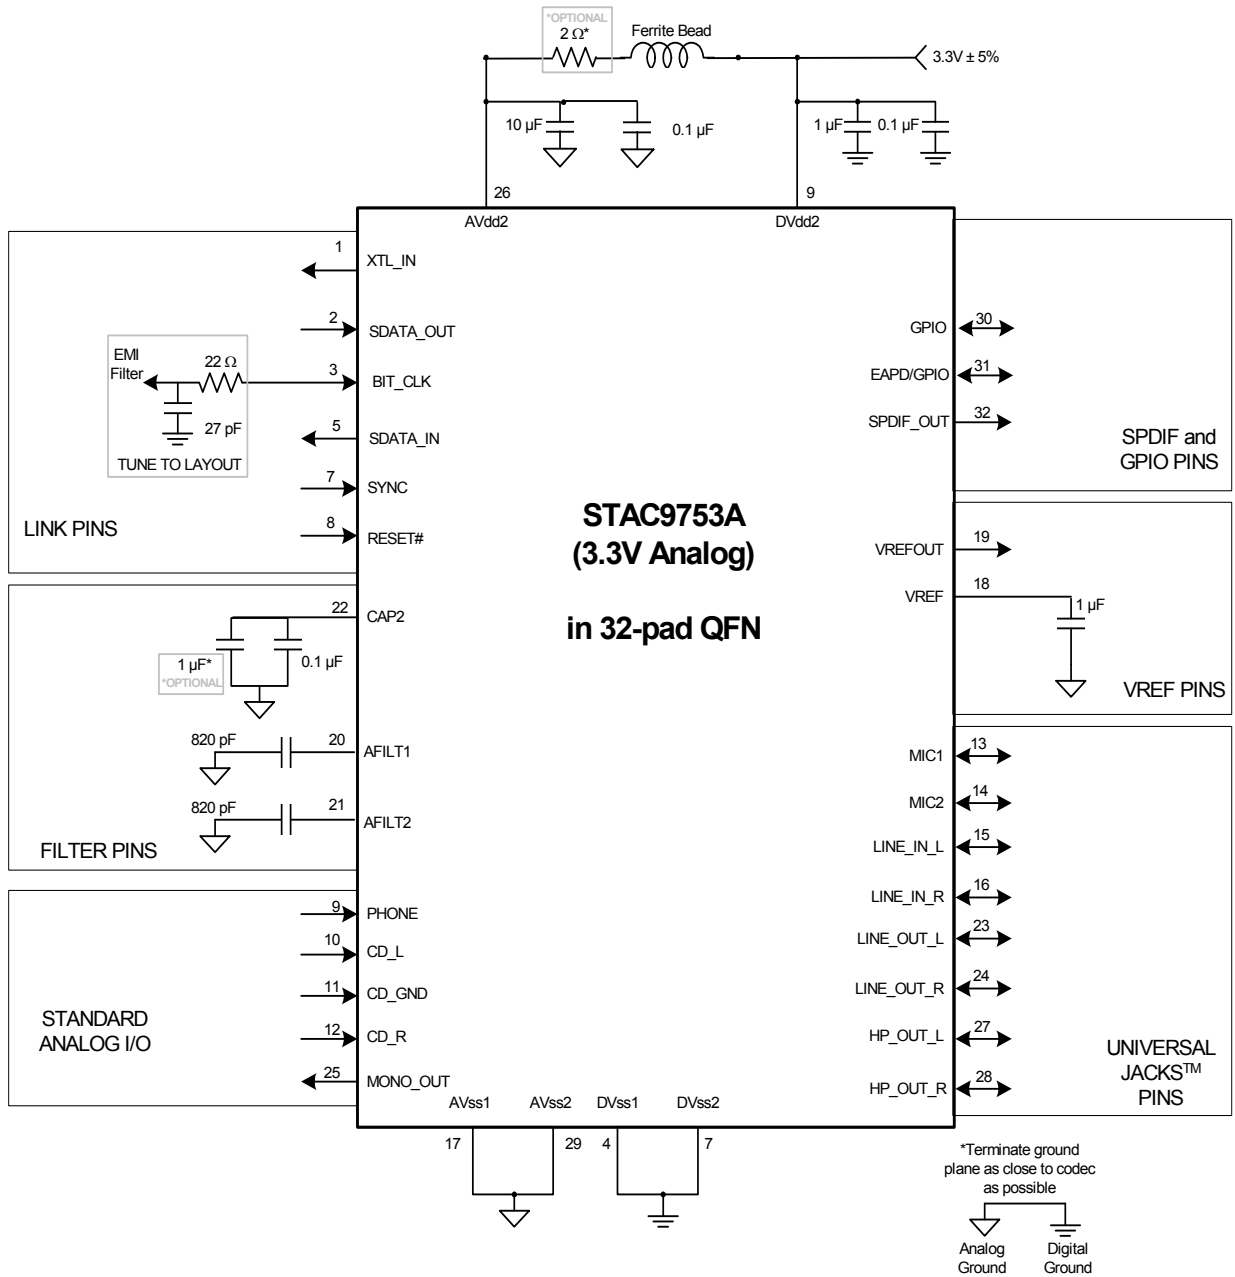 *OPTIONAL
2 Ω*
Ferrite Bead
3.3V ± 5%
10 µF
0.1 µF
1 µF
0.1 µF
26
9
AVdd2
DVdd2
1
XTL_IN
2
SDATA_OUT
EMI
Filter
22 Ω
27 pF
TUNE TO LAYOUT
3
BIT_CLK
5
SDATA_IN
7
SYNC
8
RESET#
LINK PINS
22
CAP2
1 µF*
*OPTIONAL
0.1 µF
820 pF
20
AFILT1
820 pF
21
AFILT2
FILTER PINS
9
PHONE
10
CD_L
11
CD_GND
12
CD_R
25
MONO_OUT
STANDARD
ANALOG I/O
STAC9753A
(3.3V Analog)
in 32-pad QFN
GPIO
30
EAPD/GPIO
31
SPDIF_OUT
32
SPDIF and
GPIO PINS
VREFOUT
19
VREF
18
1 µF
VREF PINS
MIC1
13
MIC2
14
LINE_IN_L
15
LINE_IN_R
16
LINE_OUT_L
23
LINE_OUT_R
24
HP_OUT_L
27
HP_OUT_R
28
UNIVERSAL
JACKS™
PINS
AVss1
AVss2
DVss1
DVss2
17
29
4
7
*Terminate ground
plane as close to codec
as possible
Analog
Ground
Digital
Ground